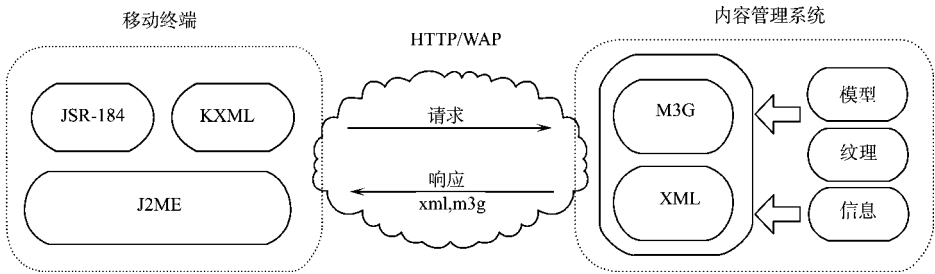 移动终端
HTTP/WAP
内容管理系统
JSR-184
KXML
J2ME
请求
响应
xml,m3g
M3G
XML
模型
纹理
信息